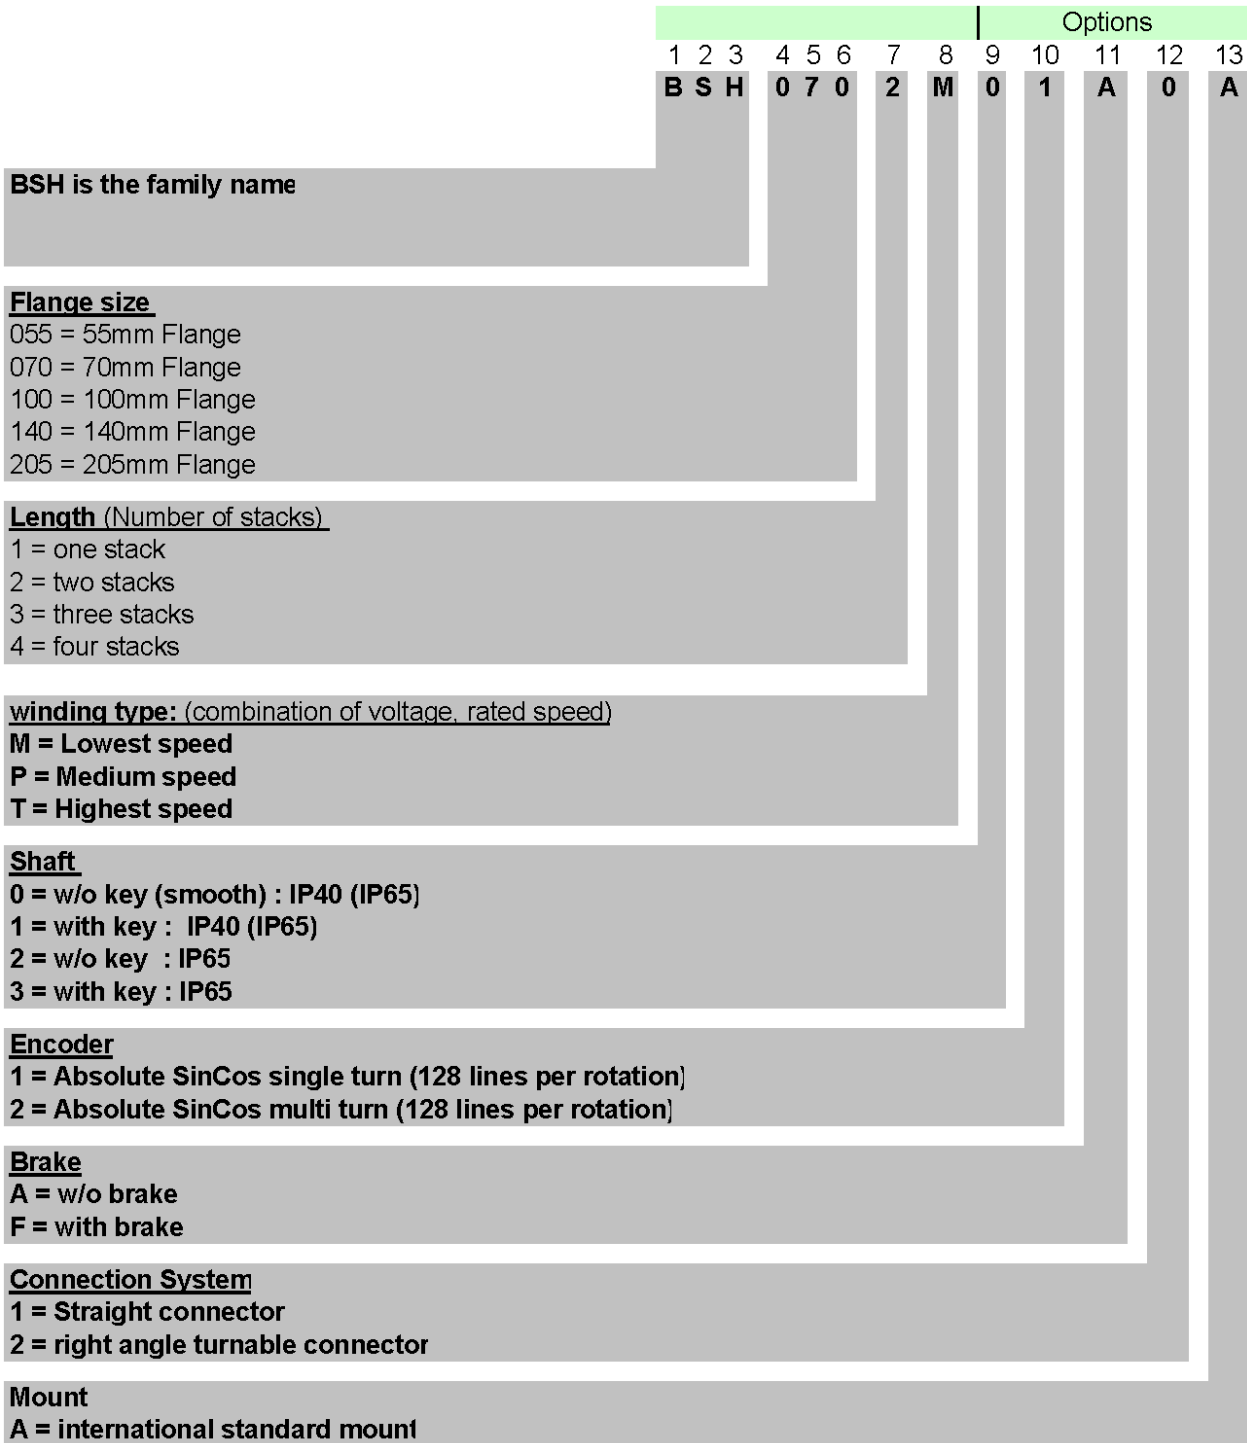 Options
1 2 3 4 5 6 7 8 9 10 11 12 13
B S H 0 7 0 2 M 0 1 A 0 A
BSH is the family name
Flange size
055 = 55mm Flange
070 = 70mm Flange
100 = 100mm Flange
140 = 140mm Flange
205 = 205mm Flange
Length (Number of stacks)
1 = one stack
2 = two stacks
3 = three stacks
4 = four stacks
winding type: (combination of voltage, rated speed)
M = Lowest speed
P = Medium speed
T = Highest speed
Shaft
0 = w/o key (smooth) : IP40 (IP65)
1 = with key : IP40 (IP65)
2 = w/o key : IP65
3 = with key : IP65
Encoder
1 = Absolute SinCos single turn (128 lines per rotation)
2 = Absolute SinCos multi turn (128 lines per rotation)
Brake
A = w/o brake
F = with brake
Connection System
1 = Straight connector
2 = right angle turnable connector
Mount
A = international standard mount